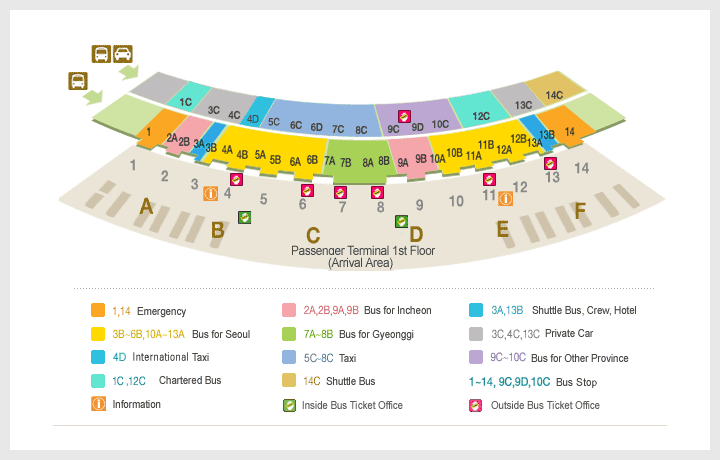 1C 3C 4C 4D 5C 6C 6D 7C 8C 9C 9D 10C 12C 13C 14C
1 2A 2B 3A 3B 4A 4B 5A 5B 6A 6B 7A 7B 8A 8B 9A 9B 10A 10B 11A 11B 12A 12B 13A 13B 14
1 2 3 4 5 6 7 8 9 10 11 12 13 14
A B C D E F
Passenger Terminal 1st Floor
(Arrival Area)
1,14 Emergency
2A,2B,9A,9B Bus for Incheon
3A,13B Shuttle Bus, Crew, Hotel
3B~6B,10A~13A Bus for Seoul
7A~8B Bus for Gyeonggi
3C,4C,13C Private Car
4D International Taxi
5C~8C Taxi
9C~10C Bus for Other Province
1C ,12C Chartered Bus
14C Shuttle Bus
1~14, 9C,9D,10C Bus Stop
Information
Inside Bus Ticket Office
Outside Bus Ticket Office